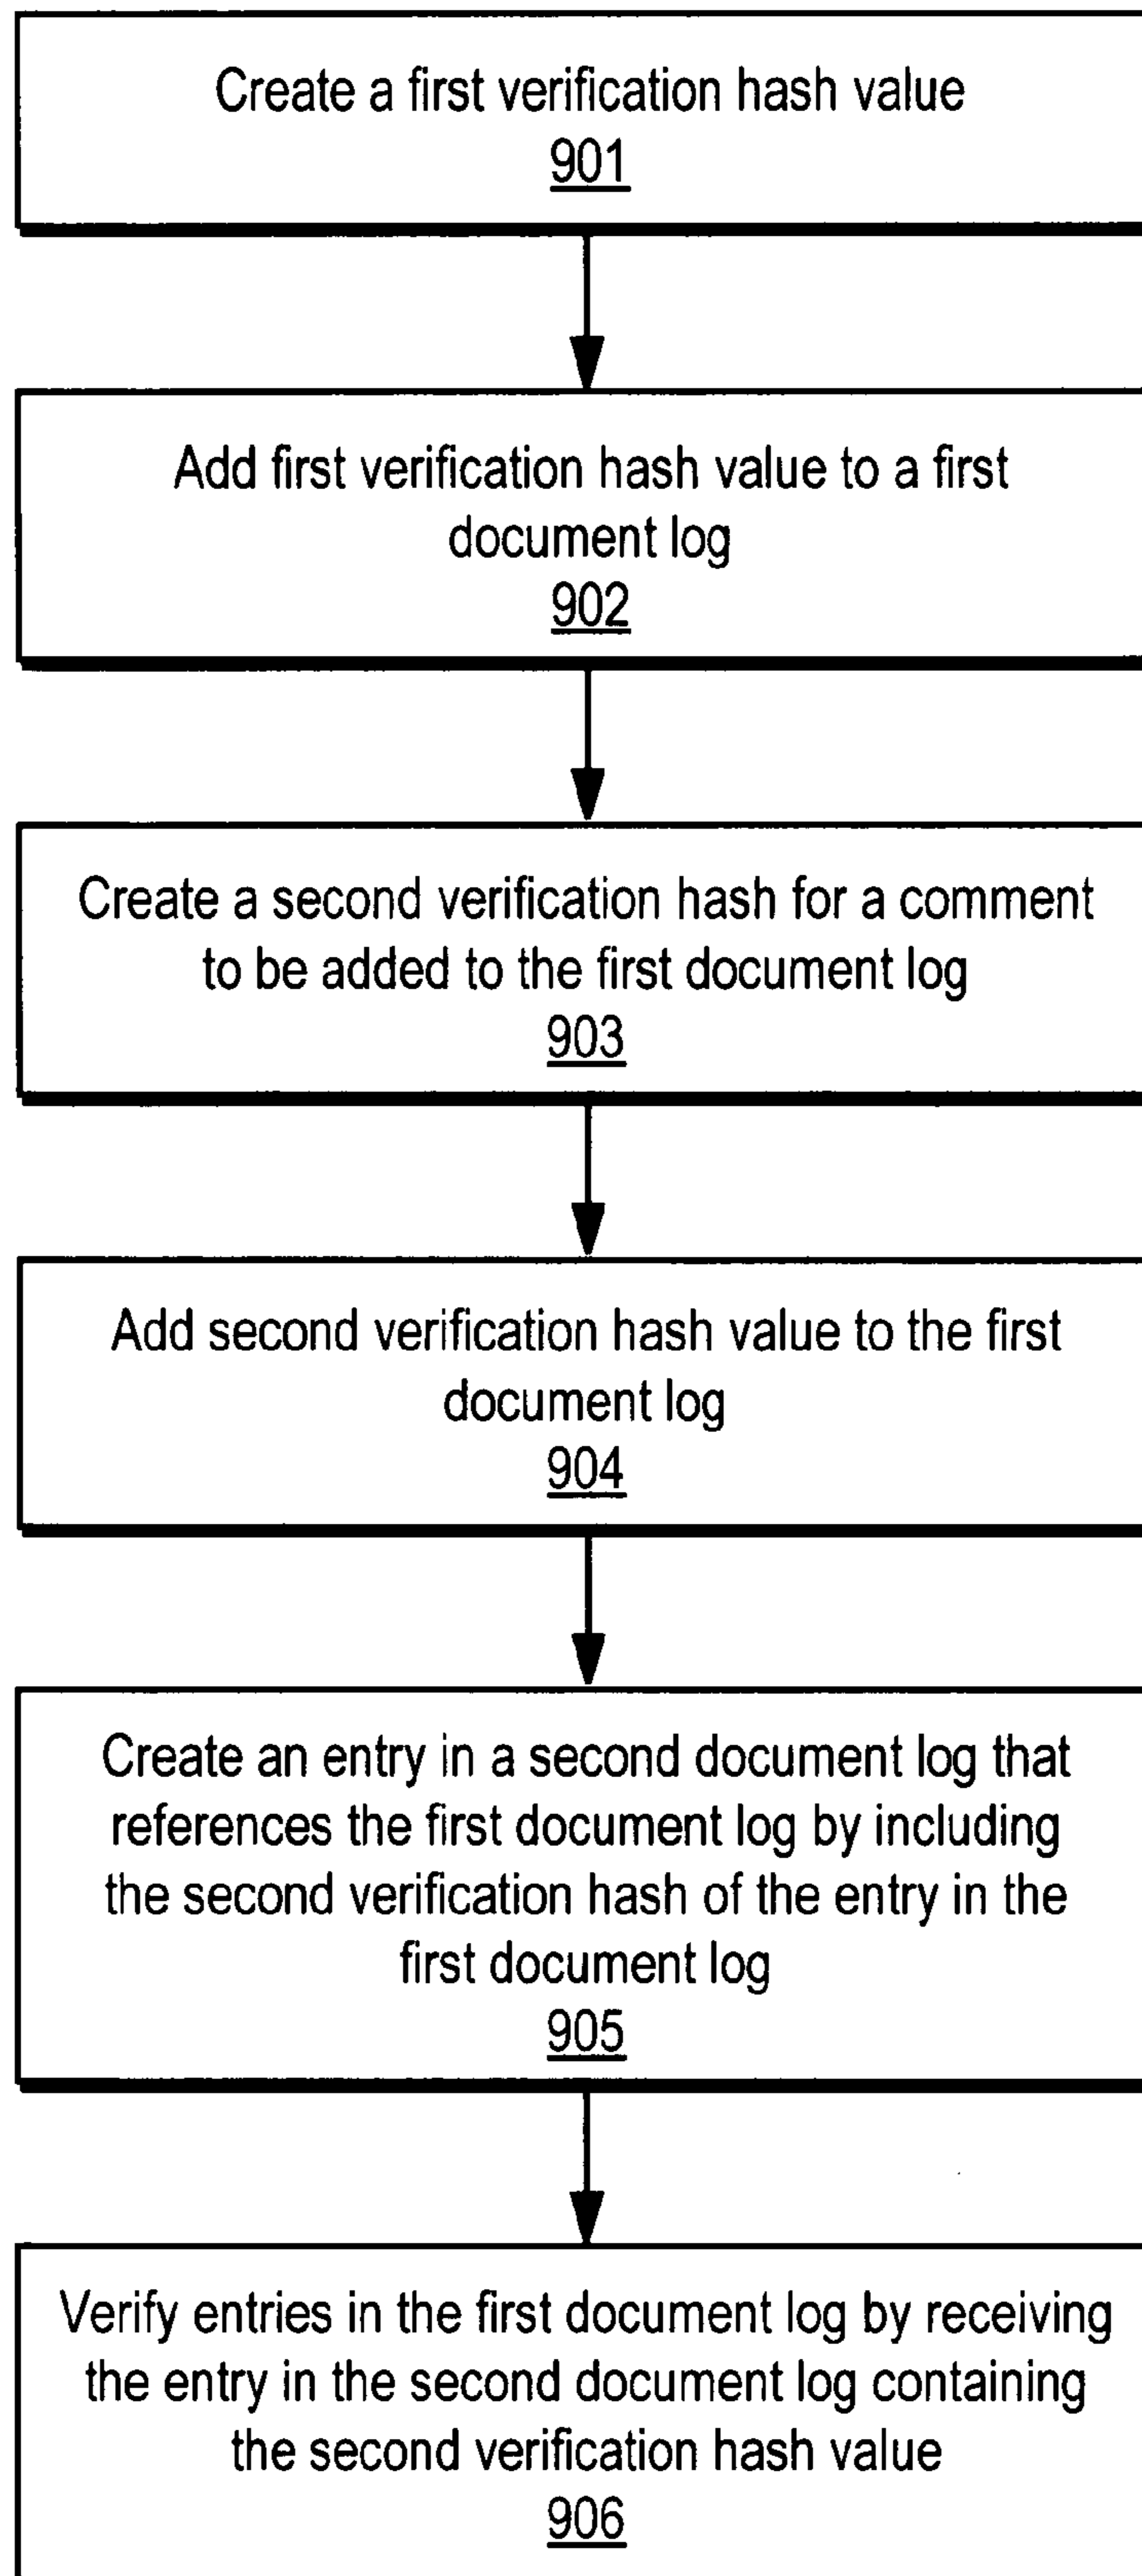 Create a first verification hash value
901
Add first verification hash value to a first
document log
902
Create a second verification hash for a comment
to be added to the first document log
903
Add second verification hash value to the first
document log
904
Create an entry in a second document log that
references the first document log by including
the second verification hash of the entry in the
first document log
905
Verify entries in the first document log by receiving
the entry in the second document log containing
the second verification hash value
906